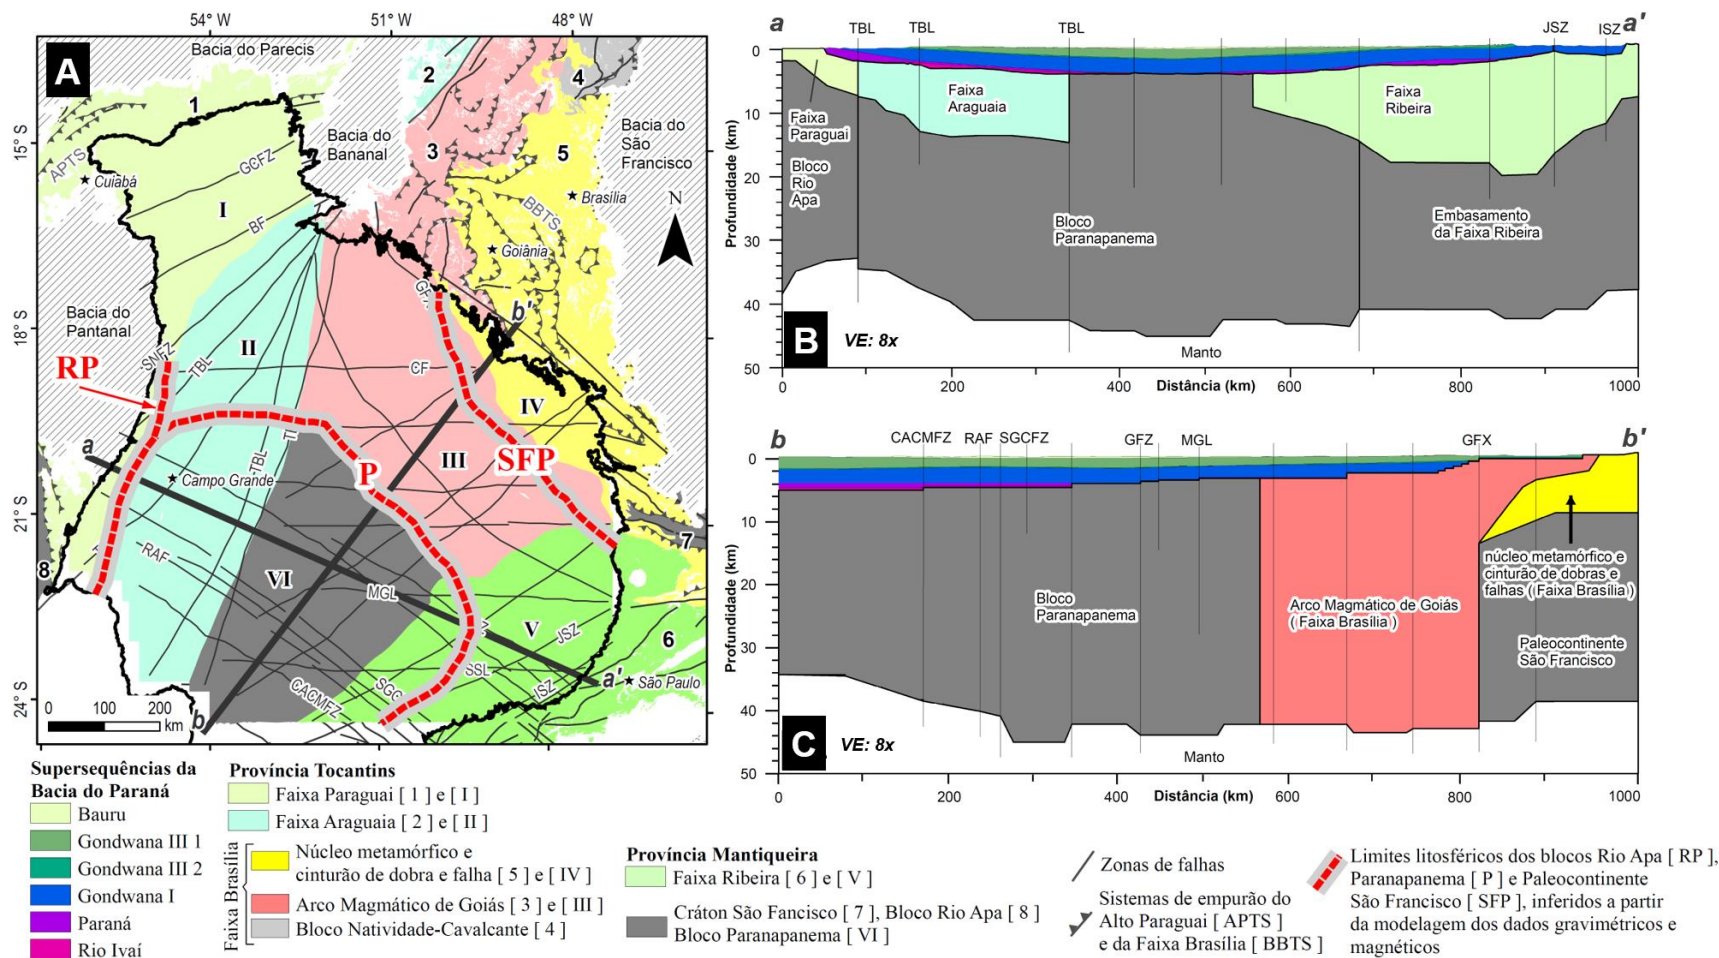 54° W
51° W
48° W
A
Bacia do Parecis
1
2
4
15° S
APTS
Cuiabá
GCFZ
Bacia do
Bananal
3
5
Bacia do
São
Francisco
Brasília
I
BF
BBTS
N
Goiânia
Bacia do
Pantanal
b'
18° S
SNFZ
TBL
II
CF
RP
IV
a
TBL
III
SFP
P
Campo Grande
21° S
8
RAF
VI
MGL
7
V
JSZ
6
SSL
a'
São Paulo
ISZ
24° S
CACMFZ
b
0 100 200
km
a
TBL TBL TBL JSZ ISZ
a'
Profundidade (km)
0
10
20
30
40
50
Faixa
Paraguai
Faixa
Araguaia
Faixa
Ribeira
Bloco
Rio
Apa
Bloco
Paranapanema
Embasamento
da Faixa Ribeira
B
VE: 8x
Manto
0 200 400 600 800 1000
Distância (km)
b
CACMFZ RAF SGCFZ GFZ MGL GFX
b'
Profundidade (km)
0
10
20
30
40
50
Bloco
Paranapanema
Arco Magmático de Goiás
( Faixa Brasília )
núcleo metamórfico e
cinturão de dobras e
falhas ( Faixa Brasília )
Paleocontinente
São Francisco
C
VE: 8x
Manto
0 200 400 600 800 1000
Distância (km)
Supersequências da
Bacia do Paraná
Bauru
Gondwana III 1
Gondwana III 2
Gondwana I
Paraná
Rio Ivaí
Província Tocantins
Faixa Paraguai [ 1 ] e [ I ]
Faixa Araguaia [ 2 ] e [ II ]
Faixa Brasília
Núcleo metamórfico e
cinturão de dobra e falha [ 5 ] e [ IV ]
Arco Magmático de Goiás [ 3 ] e [ III ]
Bloco Natividade-Cavalcante [ 4 ]
Província Mantiqueira
Faixa Ribeira [ 6 ] e [ V ]
Cráton São Fancisco [ 7 ], Bloco Rio Apa [ 8 ]
Bloco Paranapanema [ VI ]
Zonas de falhas
Sistemas de empurão do
Alto Paraguai [ APTS ]
e da Faixa Brasília [ BBTS ]
Limites litosféricos dos blocos Rio Apa [ RP ],
Paranapanema [ P ] e Paleocontinente
São Francisco [ SFP ], inferidos a partir
da modelagem dos dados gravimétricos e
magnéticos